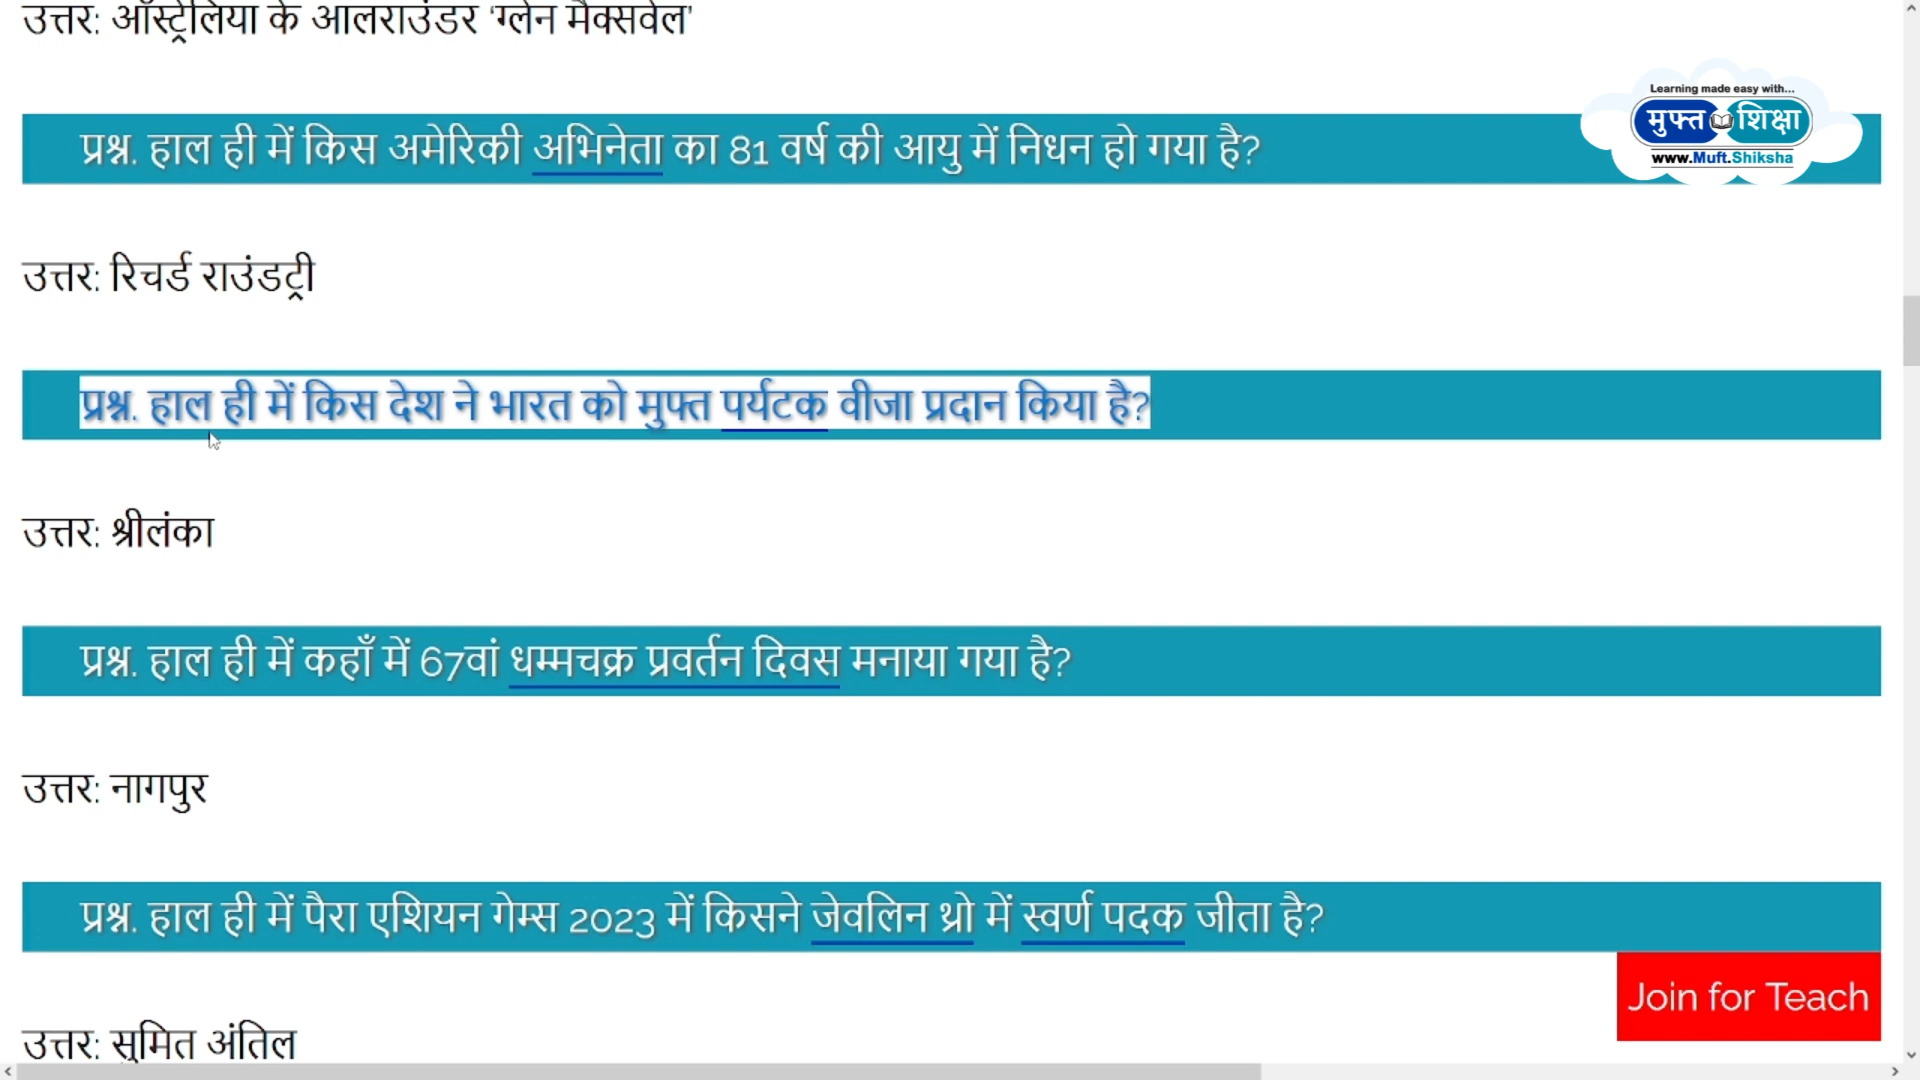 उत्तर: ऑस्ट्रेलिया के आलराउंडर ‘ग्लेन मैक्सवेल’
Learning made easy with...
मुफ्त शिक्षा
www.Muft.Shiksha
प्रश्न. हाल ही में किस अमेरिकी अभिनेता का 81 वर्ष की आयु में निधन हो गया है?
उत्तर: रिचर्ड राउंडट्री
प्रश्न. हाल ही में किस देश ने भारत को मुफ्त पर्यटक वीजा प्रदान किया है?
उत्तर: श्रीलंका
प्रश्न. हाल ही में कहाँ में 67वां धम्मचक्र प्रवर्तन दिवस मनाया गया है?
उत्तर: नागपुर
प्रश्न. हाल ही में पैरा एशियन गेम्स 2023 में किसने जेवलिन थ्रो में स्वर्ण पदक जीता है?
Join for Teach
उत्तर: सुमित अंतिल